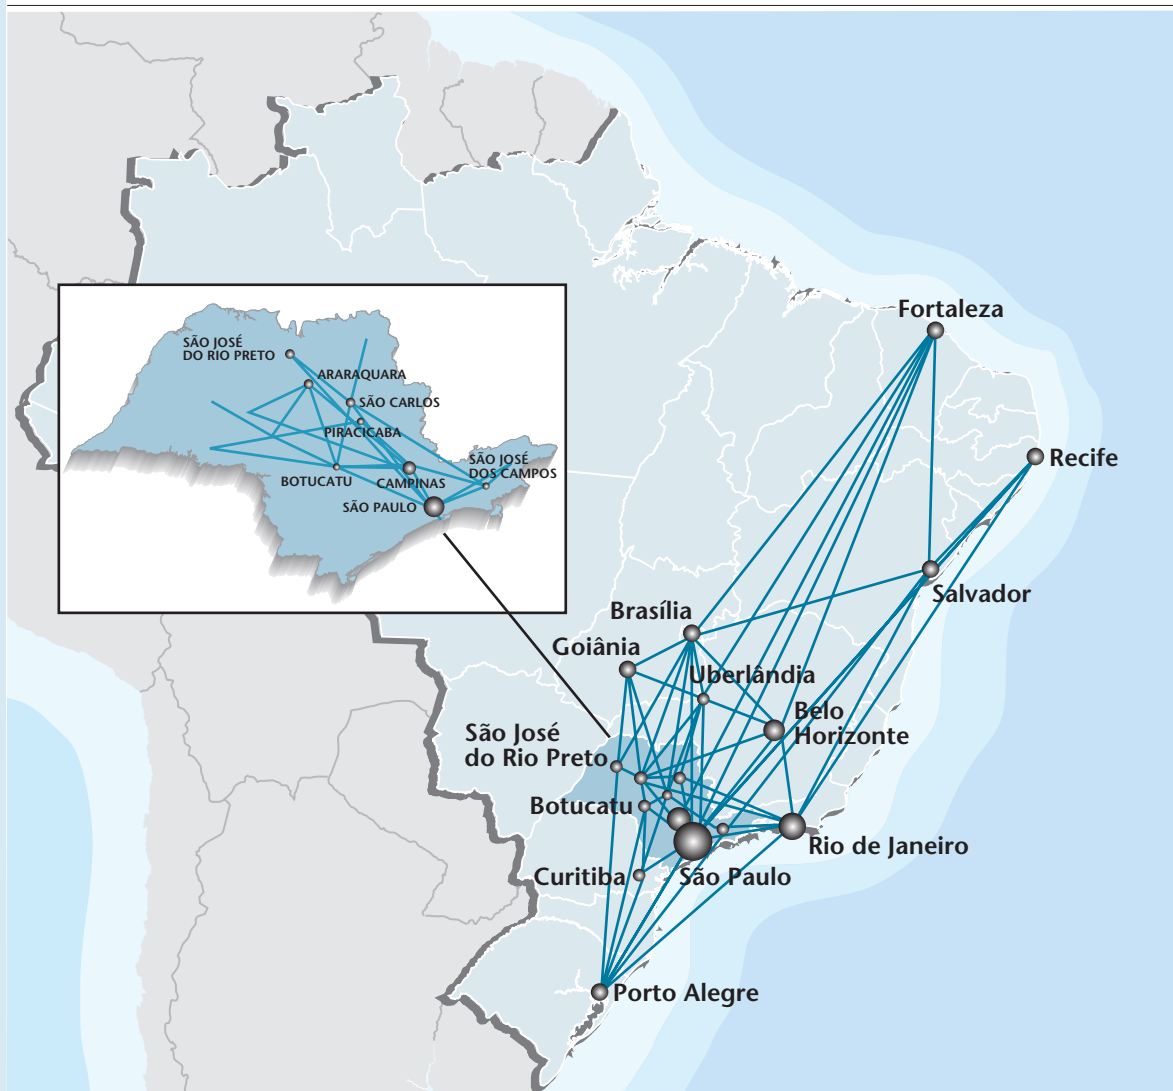 SÃO JOSÉ
DO RIO PRETO
ARARAQUARA
SÃO CARLOS
PIRACICABA
BOTUCATU
CAMPINAS
SÃO JOSÉ
DOS CAMPOS
SÃO PAULO
Fortaleza
Recife
Salvador
Brasília
Goiânia
Uberlândia
Belo
Horizonte
São José
do Rio Preto
Botucatu
Rio de Janeiro
Curitiba
São Paulo
Porto Alegre